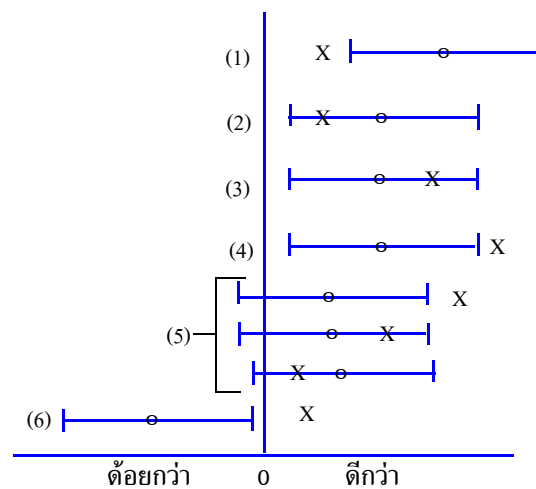 (1) X o
(2) X o
(3) o X
(4) o X
o X
(5) o X
X o
(6) o X
ด้อยกว่า 0 ดีกว่า